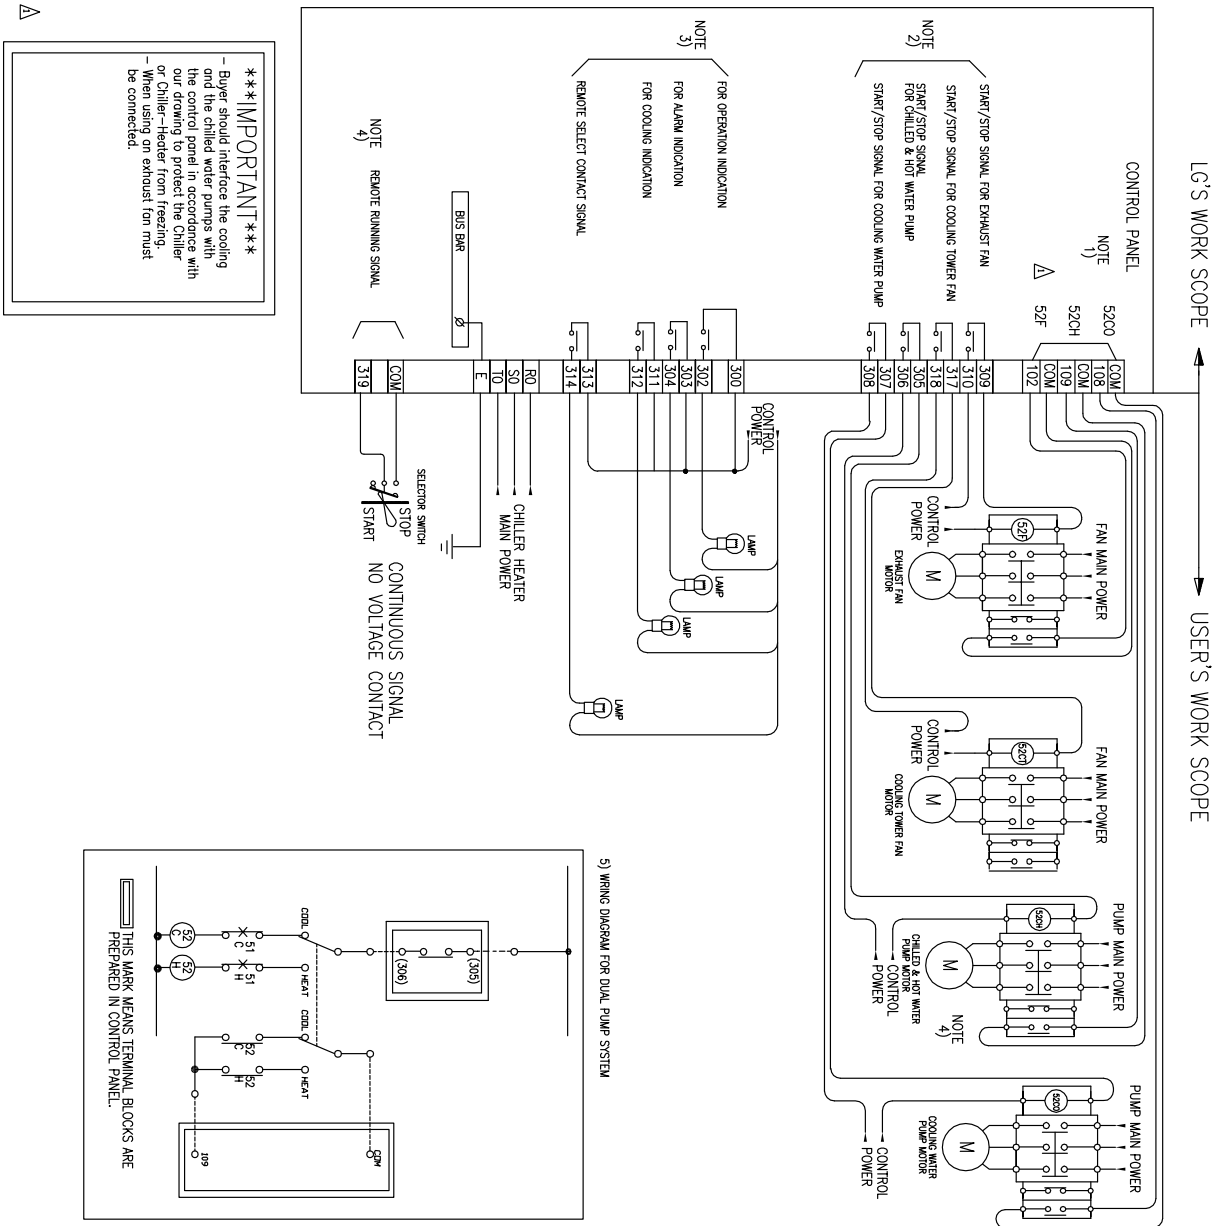 LG'S WORK SCOPE
USER'S WORK SCOPE
CONTROL PANEL
NOTE
1)
52CO
52CH
52F
1
COM
108
COM
109
COM
102
START/STOP SIGNAL FOR EXHAUST FAN
START/STOP SIGNAL FOR COOLING TOWER FAN
START/STOP SIGNAL
FOR CHILLED & HOT WATER PUMP
START/STOP SIGNAL FOR COOLING WATER PUMP
NOTE
2)
309
310
317
318
305
306
307
308
FOR OPERATION INDICATION
FOR ALARM INDICATION
FOR COOLING INDICATION
REMOTE SELECT CONTACT SIGNAL
NOTE
3)
300
302
303
304
311
312
313
314
RO
SO
TO
E
BUS BAR
NOTE
4)
REMOTE RUNNING SIGNAL
COM
319
FAN MAIN POWER
52F
CONTROL
POWER
M
EXHAUST FAN
MOTOR
FAN MAIN POWER
52CT
CONTROL
POWER
M
COOLING TOWER FAN
MOTOR
PUMP MAIN POWER
52CH
CONTROL
POWER
M
CHILLED & HOT WATER
PUMP MOTOR
NOTE
4)
PUMP MAIN POWER
52CO
CONTROL
POWER
M
COOLING WATER
PUMP MOTOR
CONTROL
POWER
LAMP
LAMP
LAMP
LAMP
CHILLER HEATER
MAIN POWER
SELECTOR SWITCH
STOP
START
CONTINUOUS SIGNAL
NO VOLTAGE CONTACT
1
***IMPORTANT***
- Buyer should interface the cooling
and the chilled water pumps with
the control panel in accordance with
our drowing to protect the Chiller
or Chiller-Heater from freezing.
- When using an exhaust fan must
be connected.
5) WRING DIAGRAM FOR DUAL PUMP SYSTEM
(305)
(306)
COOL
HEAT
COOL
HEAT
51
C
51
H
52
C
52
H
52
C
52
H
COM
109
THIS MARK MEANS TERMINAL BLOCKS ARE
PREPARED IN CONTROL PANEL.